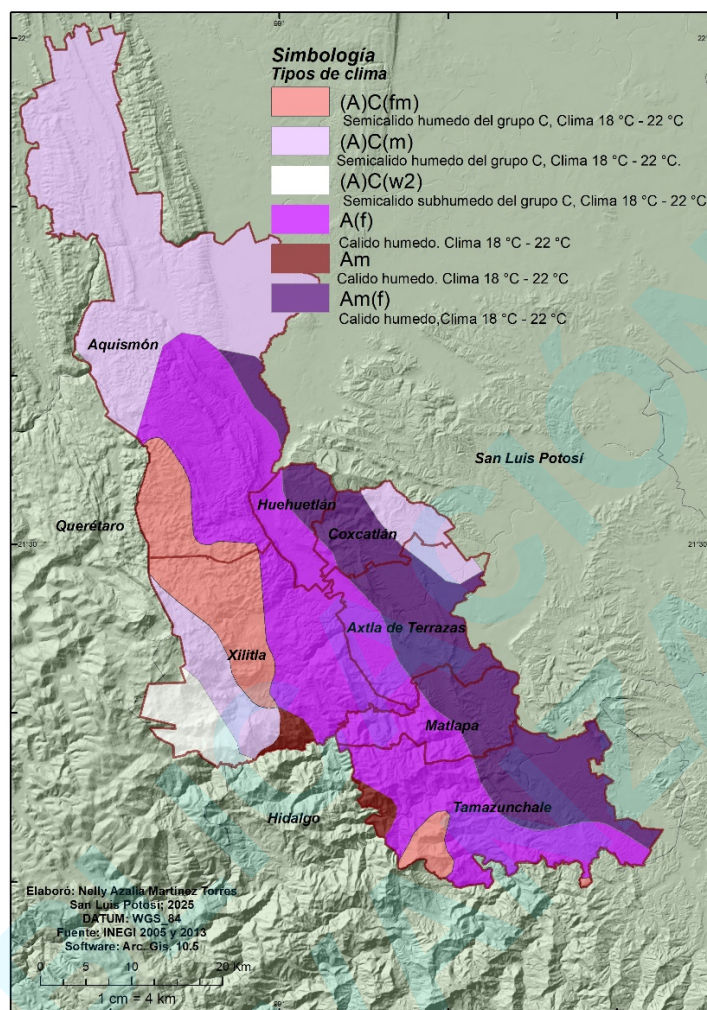 22°
99°
Simbología
Tipos de clima
(A)C(fm)
Semicalido humedo del grupo C, Clima 18 °C - 22 °C
(A)C(m)
Semicalido humedo del grupo C, Clima 18 °C - 22 °C.
(A)C(w2)
Semicalido subhumedo del grupo C, Clima 18 °C - 22 °C
A(f)
Calido humedo. Clima 18 °C - 22 °C
Am
Calido humedo. Clima 18 °C - 22 °C
Am(f)
Calido humedo,Clima 18 °C - 22 °C
Aquismón
San Luis Potosí
Huehuetlán
Querétaro
Coxcatlán
21°30'
21°30'
Axtla de Terrazas
Xilitla
Matlapa
Tamazunchale
Hidalgo
Elaboró: Nelly Azalia Martínez Torres
San Luis Potosí; 2025
DATUM: WGS_84
Fuente: INEGI 2005 y 2013
Software: Arc. Gis. 10.5
0 5 10 20 Km
1 cm = 4 km
99°